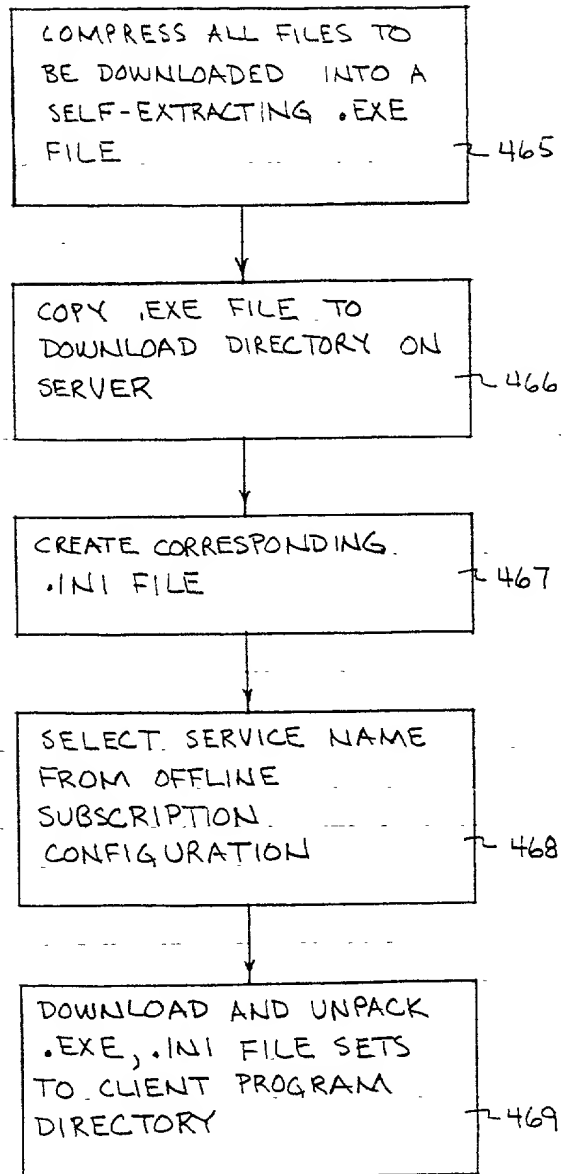 COMPRESS ALL FILES TO
BE DOWNLOADED INTO A
SELF-EXTRACTING .EXE
FILE
465
COPY .EXE FILE TO
DOWNLOAD DIRECTORY ON
SERVER
466
CREATE CORRESPONDING
.INI FILE
467
SELECT SERVICE NAME
FROM OFFLINE
SUBSCRIPTION
CONFIGURATION
468
DOWNLOAD AND UNPACK
.EXE, .INI FILE SETS
TO CLIENT PROGRAM
DIRECTORY
469